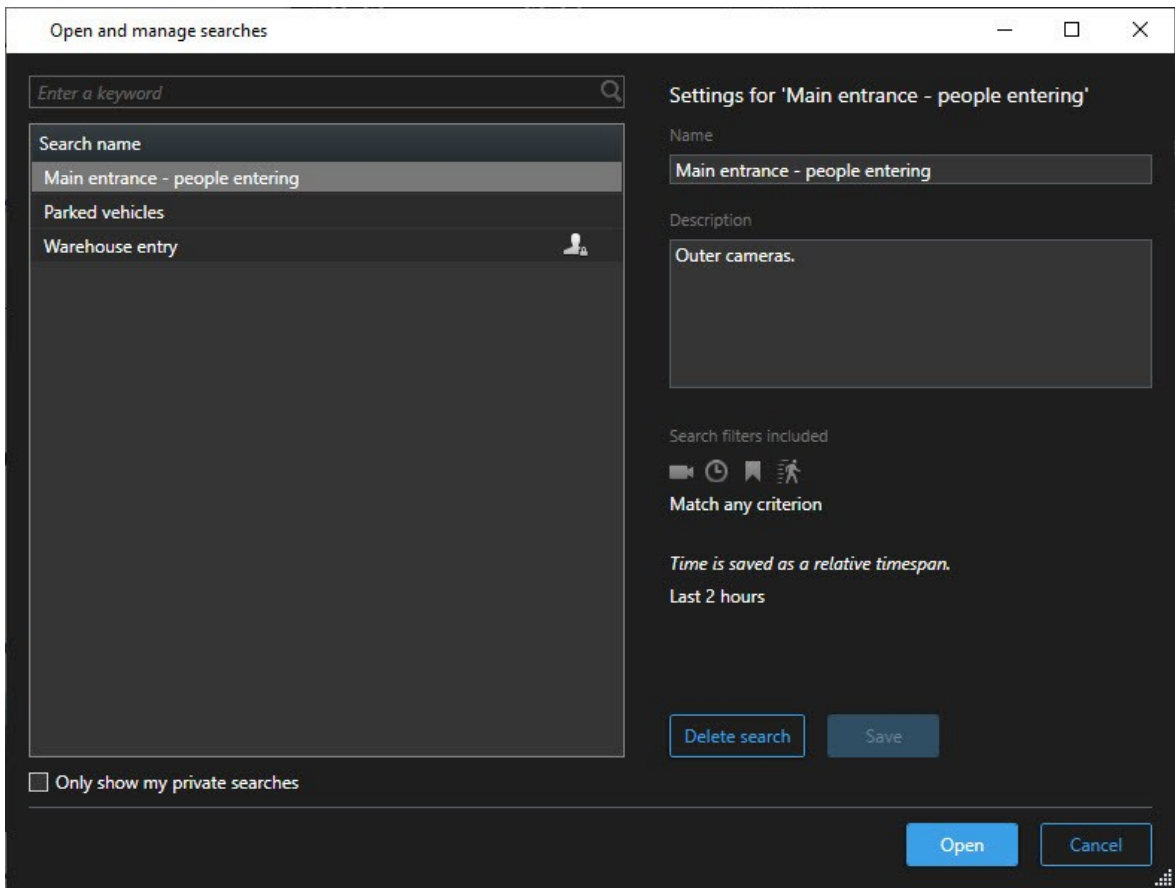 Open and manage searches
Enter a keyword
Search name
Main entrance - people entering
Parked vehicles
Warehouse entry
Only show my private searches
Settings for 'Main entrance - people entering'
Name
Main entrance - people entering
Description
Outer cameras.
Search filters included
Match any criterion
Time is saved as a relative timespan.
Last 2 hours
Delete search
Save
Open
Cancel